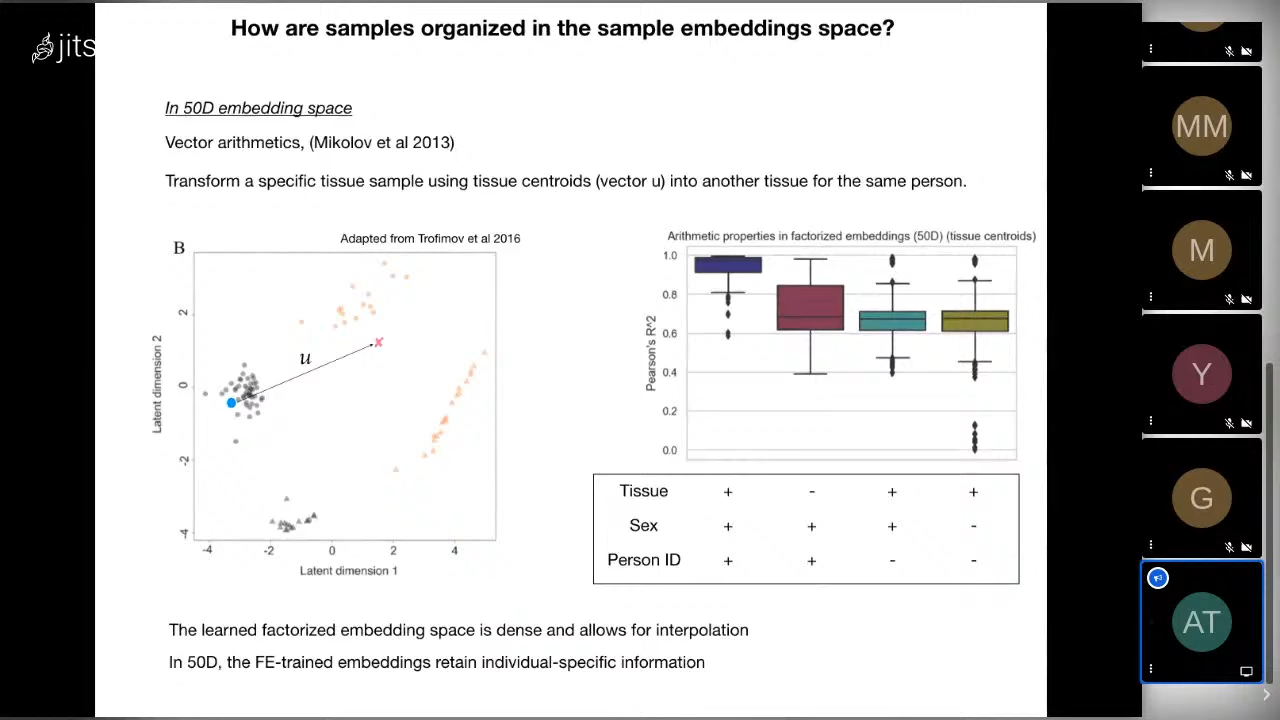 How are samples organized in the sample embeddings space?
jits
In 50D embedding space
Vector arithmetics, (Mikolov et al 2013)
Transform a specific tissue sample using tissue centroids (vector u) into another tissue for the same person.
B
Adapted from Trofimov et al 2016
u
Latent dimension 2
2
0
-2
-4
-4
-2
0
2
4
Latent dimension 1
Arithmetic properties in factorized embeddings (50D) (tissue centroids)
Pearson's R^2
1.0
0.8
0.6
0.4
0.2
0.0
Tissue + - + +
Sex + + + -
Person ID + + - -
The learned factorized embedding space is dense and allows for interpolation
In 50D, the FE-trained embeddings retain individual-specific information
MM
M
Y
G
AT